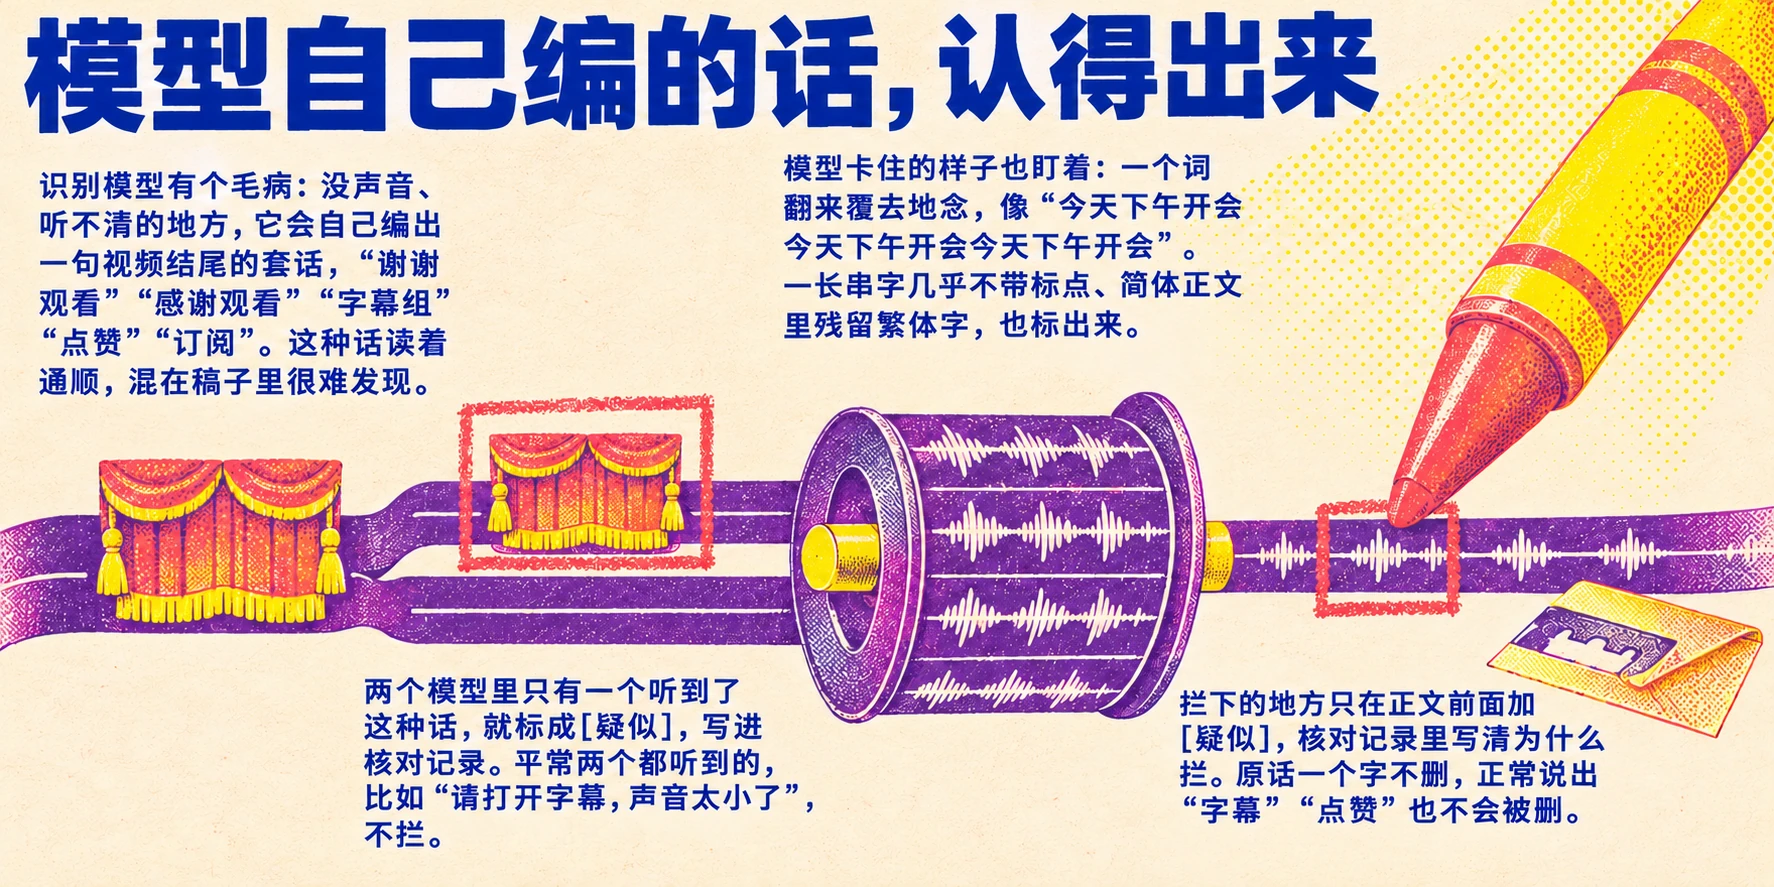 模型自己编的话，认得出来
识别模型有个毛病：没声音、
听不清的地方，它会自己编出
一句视频结尾的套话，“谢谢
观看”“感谢观看”“字幕组”
“点赞”“订阅”。这种话读着
通顺，混在稿子里很难发现。
模型卡住的样子也盯着：一个词
翻来覆去地念，像“今天下午开会
今天下午开会今天下午开会”。
一长串字几乎不带标点、简体正文
里残留繁体字，也标出来。
两个模型里只有一个听到了
这种话，就标成[疑似]，写进
核对记录。平常两个都听到的，
比如“请打开字幕，声音太小了”，
不拦。
拦下的地方只在正文前面加
[疑似]，核对记录里写清为什么
拦。原话一个字不删，正常说出
“字幕”“点赞”也不会被删。